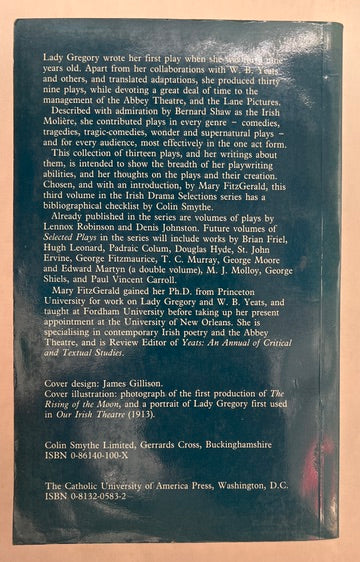 Lady Gregory wrote her first play when she was nine
years old. Apart from her collaborations with W. B. Yeats
and others, and translated adaptations, she produced thirty
nine plays, while devoting a great deal of time to the
management of the Abbey Theatre, and the Lane Pictures.
Described with admiration by Bernard Shaw as the Irish
Molière, she contributed plays in every genre – comedies,
tragedies, tragic-comedies, wonder and supernatural plays –
and for every audience, most effectively in the one act form.
This collection of thirteen plays, and her writings about
them, is intended to show the breadth of her playwriting
abilities, and her thoughts on the plays and their creation.
Chosen, and with an introduction, by Mary FitzGerald, this
third volume in the Irish Drama Selections series has a
bibliographical checklist by Colin Smythe.
Already published in the series are volumes of plays by
Lennox Robinson and Denis Johnston. Future volumes of
Selected Plays in the series will include works by Brian Friel,
Hugh Leonard, Padraic Colum, Douglas Hyde, St. John
Ervine, George Fitzmaurice, T. C. Murray, George Moore
and Edward Martyn (a double volume), M. J. Molloy, George
Shiels, and Paul Vincent Carroll.
Mary FitzGerald gained her Ph.D. from Princeton
University for work on Lady Gregory and W. B. Yeats, and
taught at Fordham University before taking up her present
appointment at the University of New Orleans. She is
specialising in contemporary Irish poetry and the Abbey
Theatre, and is Review Editor of Yeats: An Annual of Critical
and Textual Studies.
Cover design: James Gillison.
Cover illustration: photograph of the first production of The
Rising of the Moon, and a portrait of Lady Gregory first used
in Our Irish Theatre (1913).
Colin Smythe Limited, Gerrards Cross, Buckinghamshire
ISBN 0-86140-100-X
The Catholic University of America Press, Washington, D.C.
ISBN 0-8132-0583-2